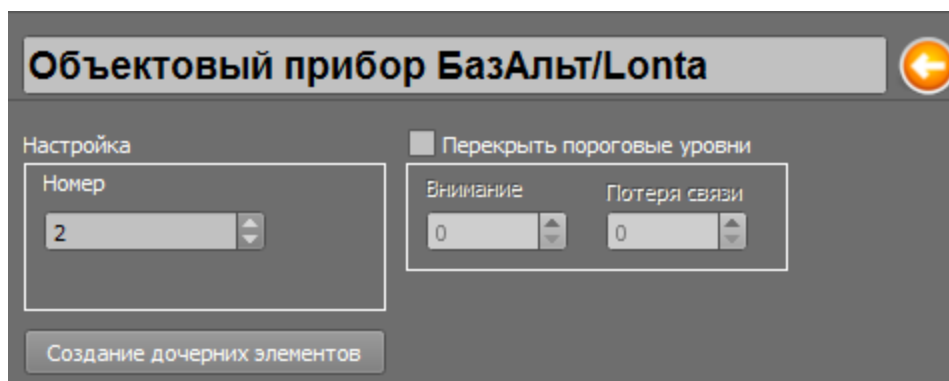 Объектовый прибор БазАльт/Lonta
Настройка
Номер
2
Перекрыть пороговые уровни
Внимание
Потеря связи
0
0
Создание дочерних элементов